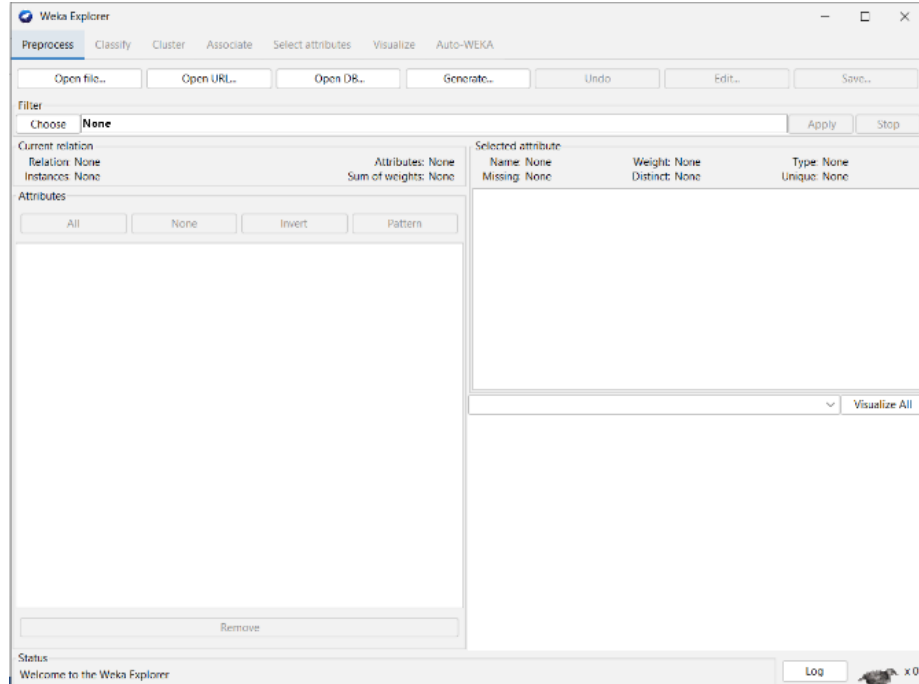 Weka Explorer
Preprocess Classify Cluster Associate Select attributes Visualize Auto-WEKA
Open file... Open URL... Open DB... Generate... Undo Edit... Save...
Filter
Choose None Apply Stop
Current relation
Relation: None Attributes: None
Instances: None Sum of weights: None
Selected attribute
Name: None Weight: None Type: None
Missing: None Distinct: None Unique: None
Attributes
All None Invert Pattern
Visualize All
Remove
Status
Welcome to the Weka Explorer
Log x 0